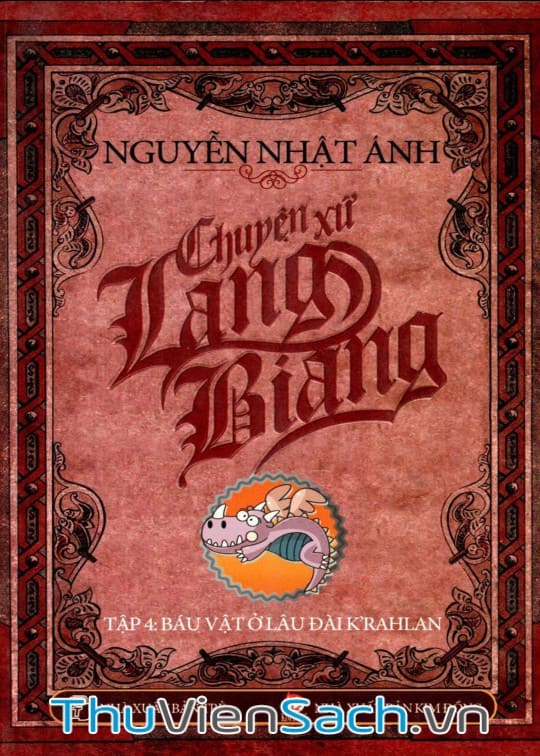 NGUYỄN NHẬT ÁNH
Chuyện xứ
Lang
Biang
TẬP 4: BÁU VẬT Ở LÂU ĐÀI K'RAHLAN
ThuVienSach.vn